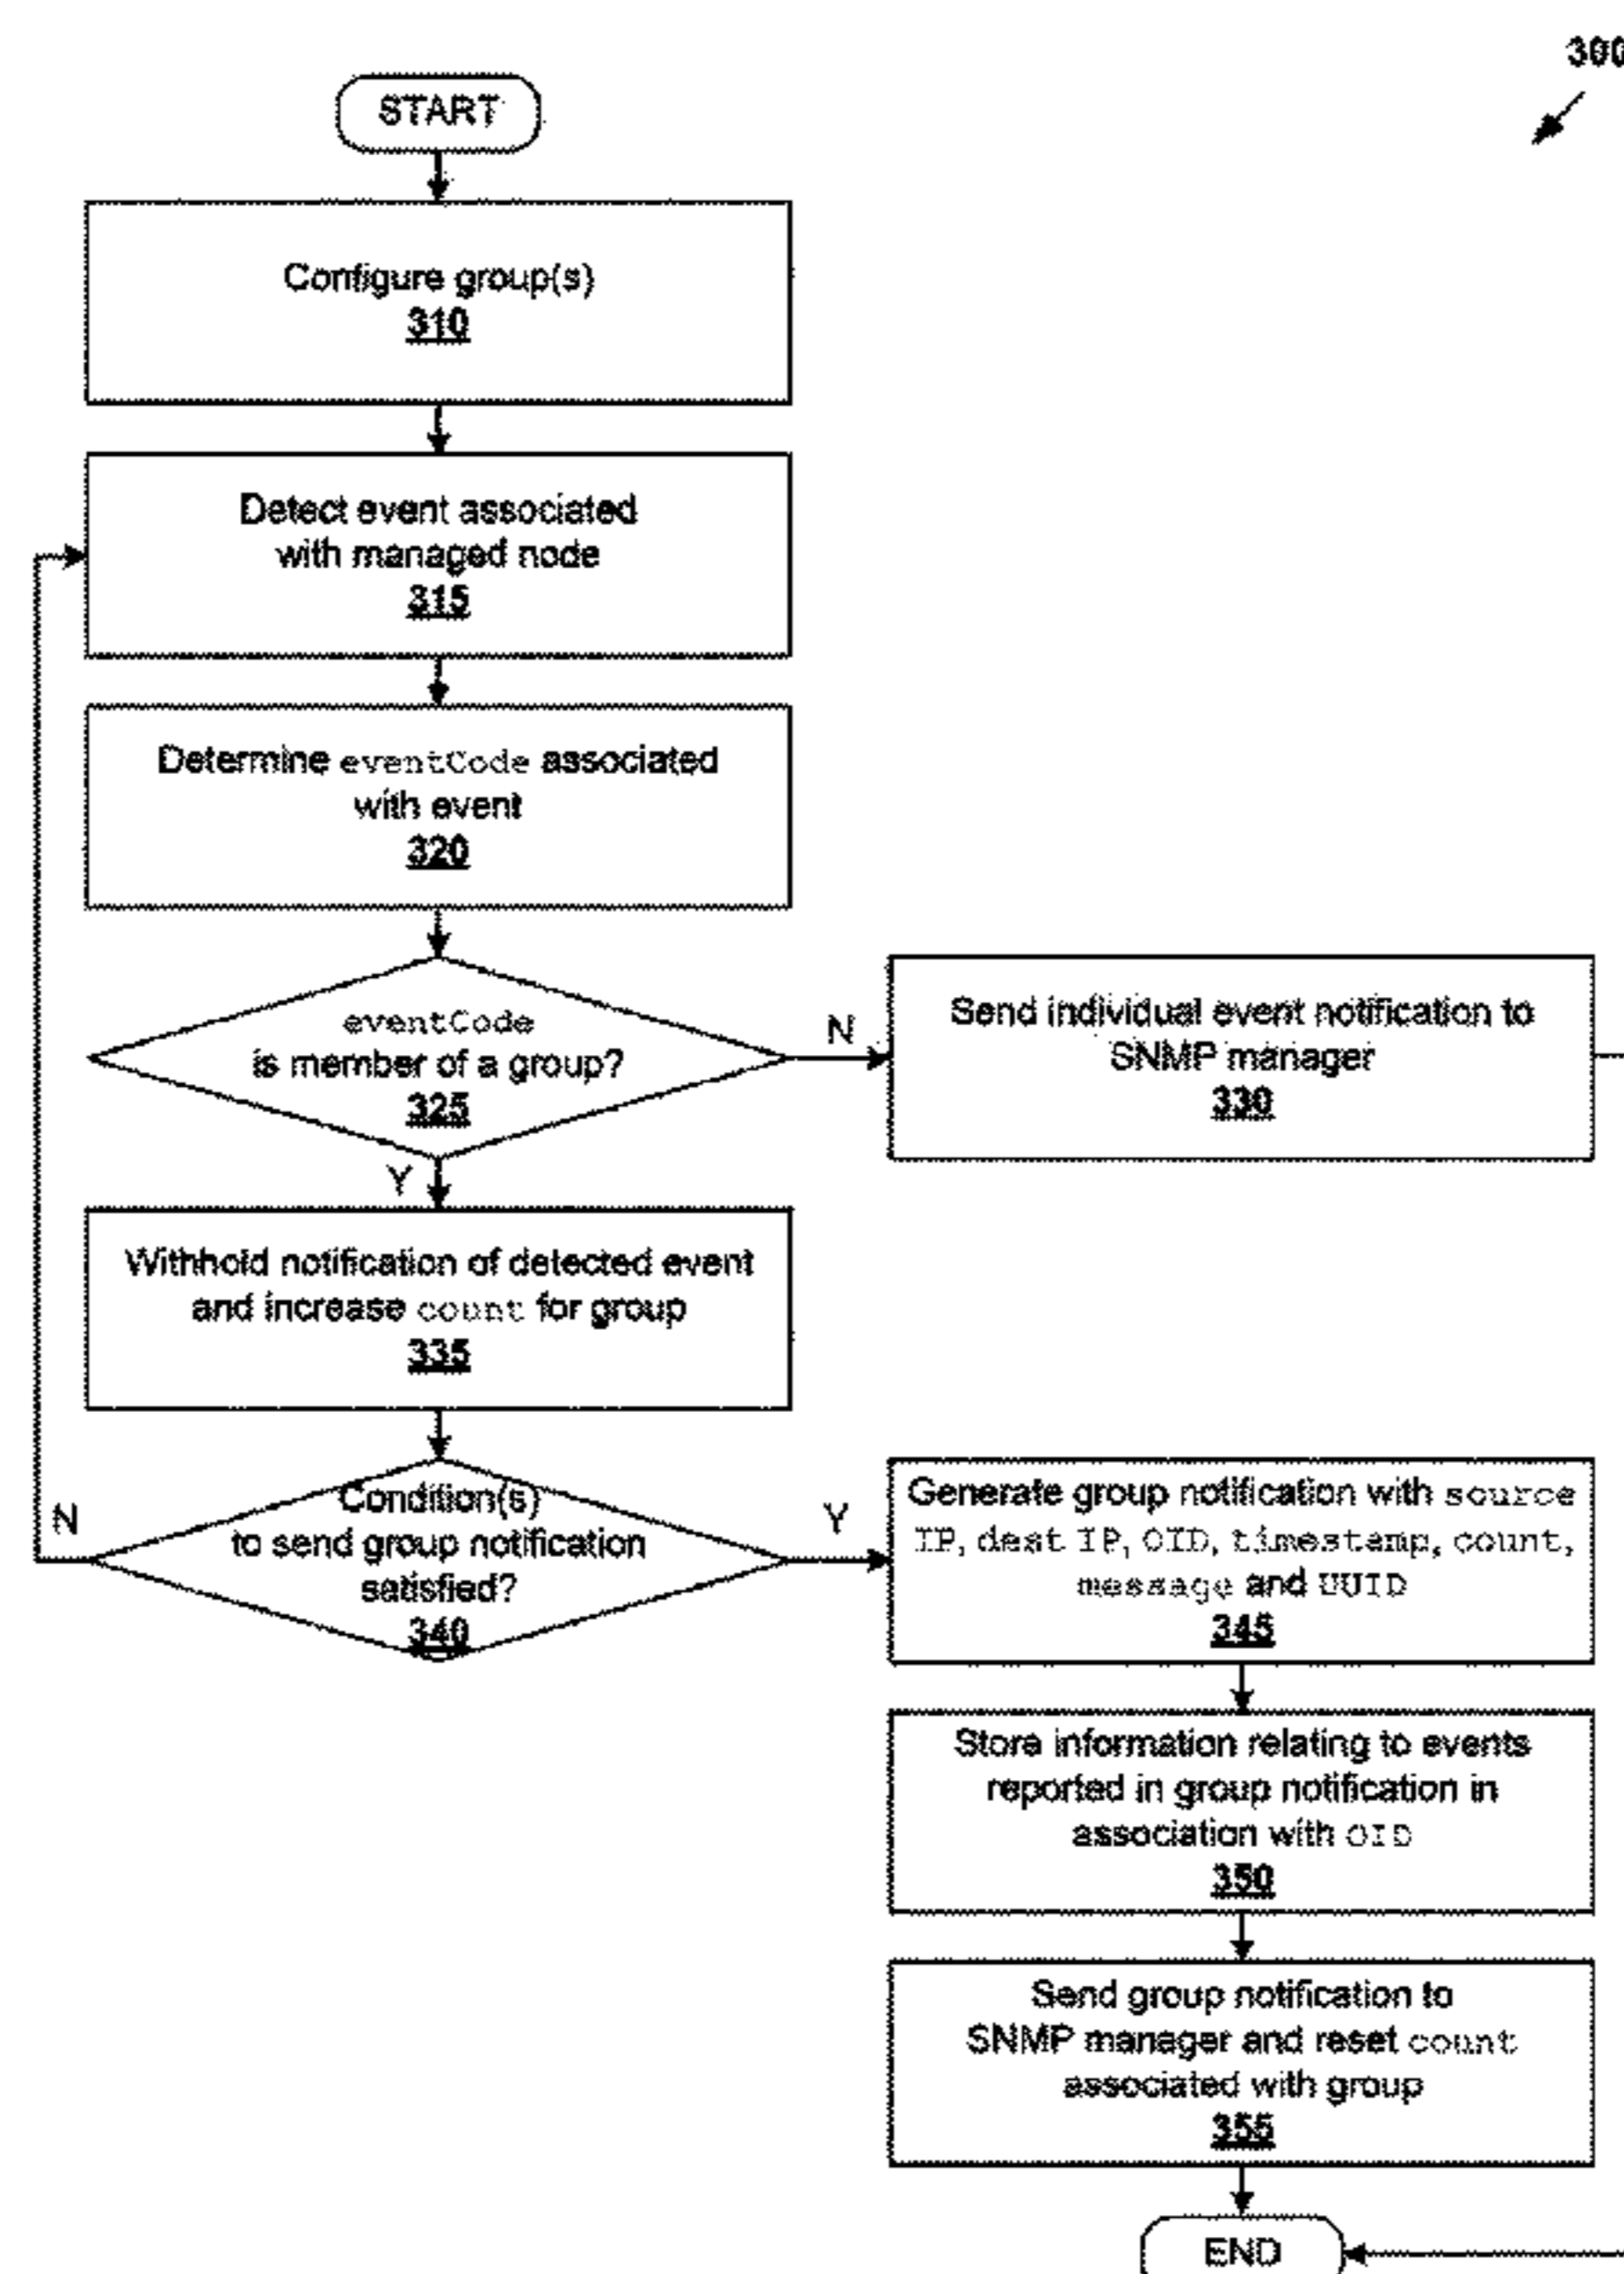 300
START
Configure group(s)
310
Detect event associated
with managed node
315
Determine eventCode associated
with event
320
eventCode
is member of a group?
325
N
Send individual event notification to
SNMP manager
330
Y
Withhold notification of detected event
and increase count for group
335
N
Condition(s)
to send group notification
satisfied?
340
Y
Generate group notification with source
IP, dest IP, OID, timestamp, count,
message and UUID
345
Store information relating to events
reported in group notification in
association with OID
350
Send group notification to
SNMP manager and reset count
associated with group
355
END